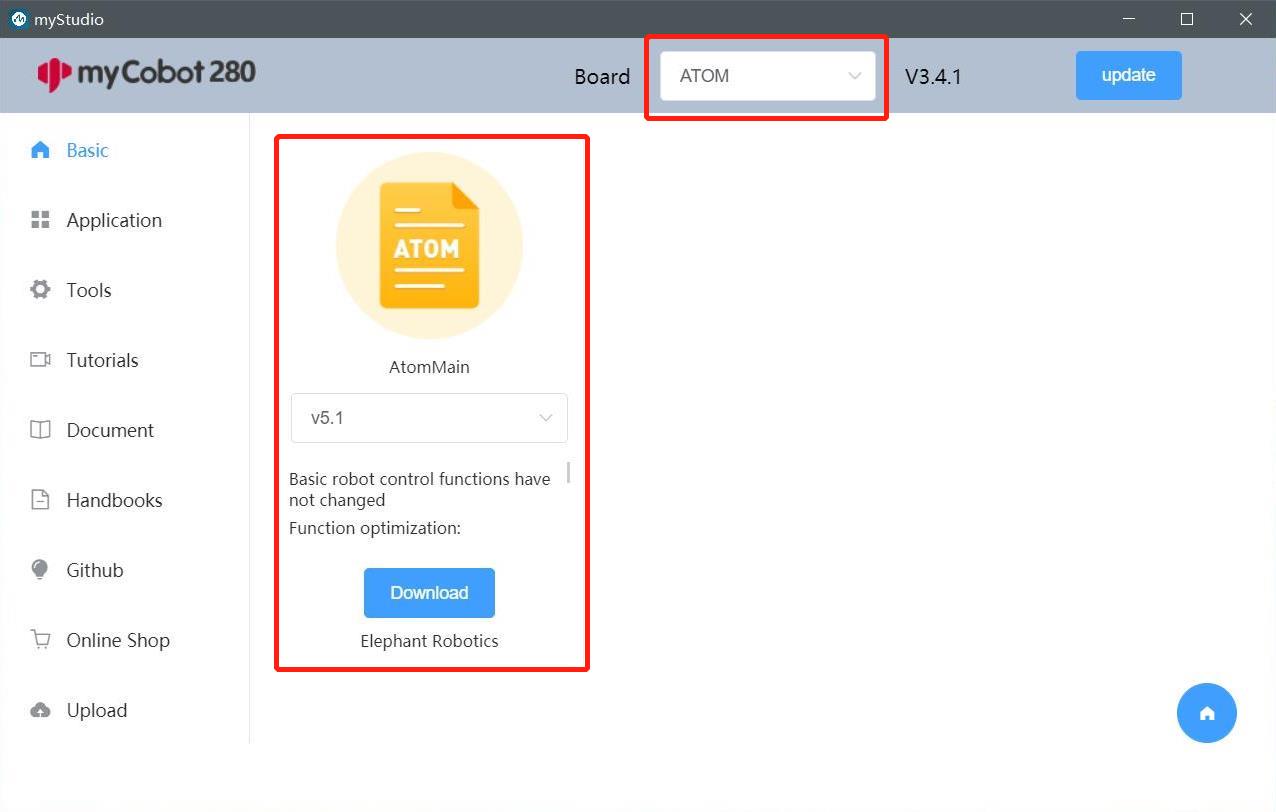 myStudio
myCobot 280
Board
ATOM
V3.4.1
update
Basic
Application
Tools
Tutorials
Document
Handbooks
Github
Online Shop
Upload
ATOM
AtomMain
v5.1
Basic robot control functions have
not changed
Function optimization:
Download
Elephant Robotics